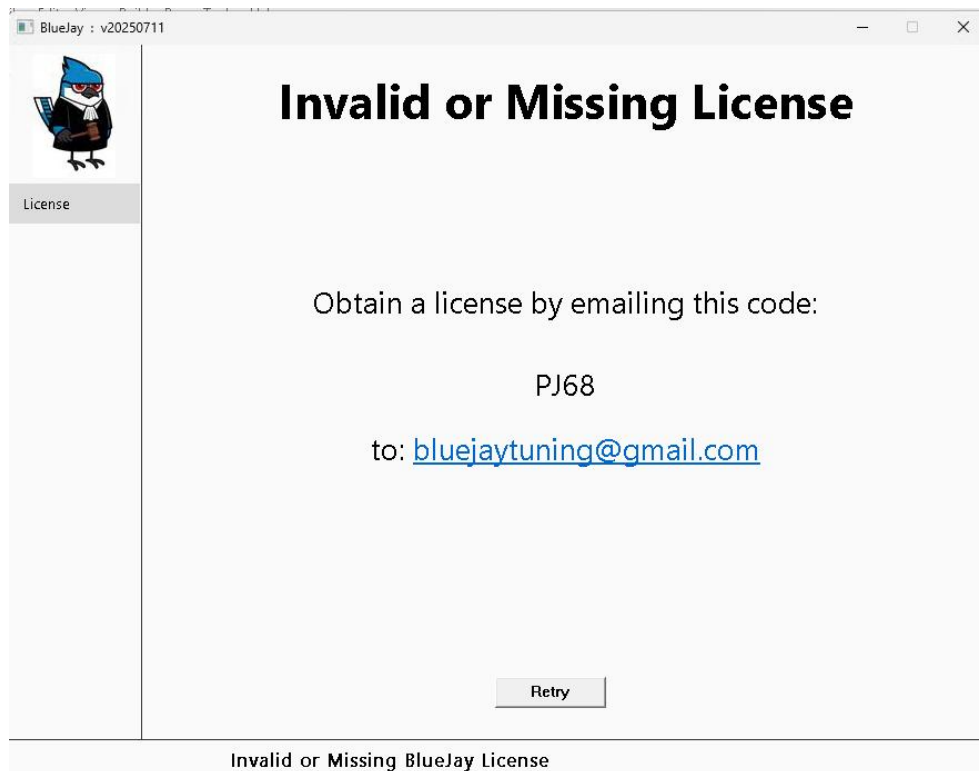 BlueJay : v20250711
Invalid or Missing License
License
Obtain a license by emailing this code:
PJ68
to: bluejaytuning@gmail.com
Retry
Invalid or Missing BlueJay License